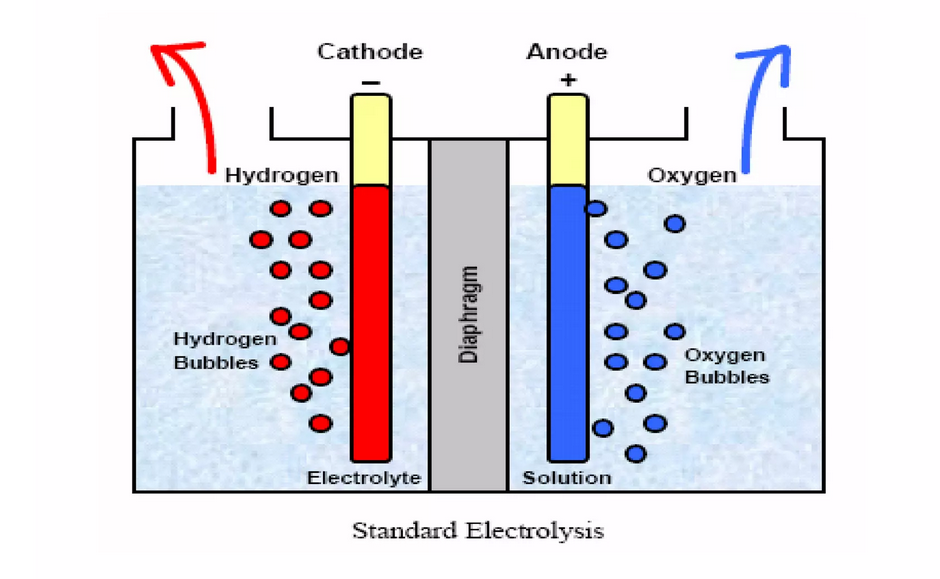 Cathode
Anode
–
+
Hydrogen
Oxygen
Diaphragm
Hydrogen
Bubbles
Oxygen
Bubbles
Electrolyte
Solution
Standard Electrolysis